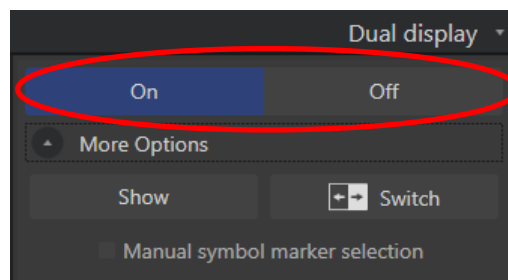 Dual display
On Off
More Options
Show Switch
Manual symbol marker selection